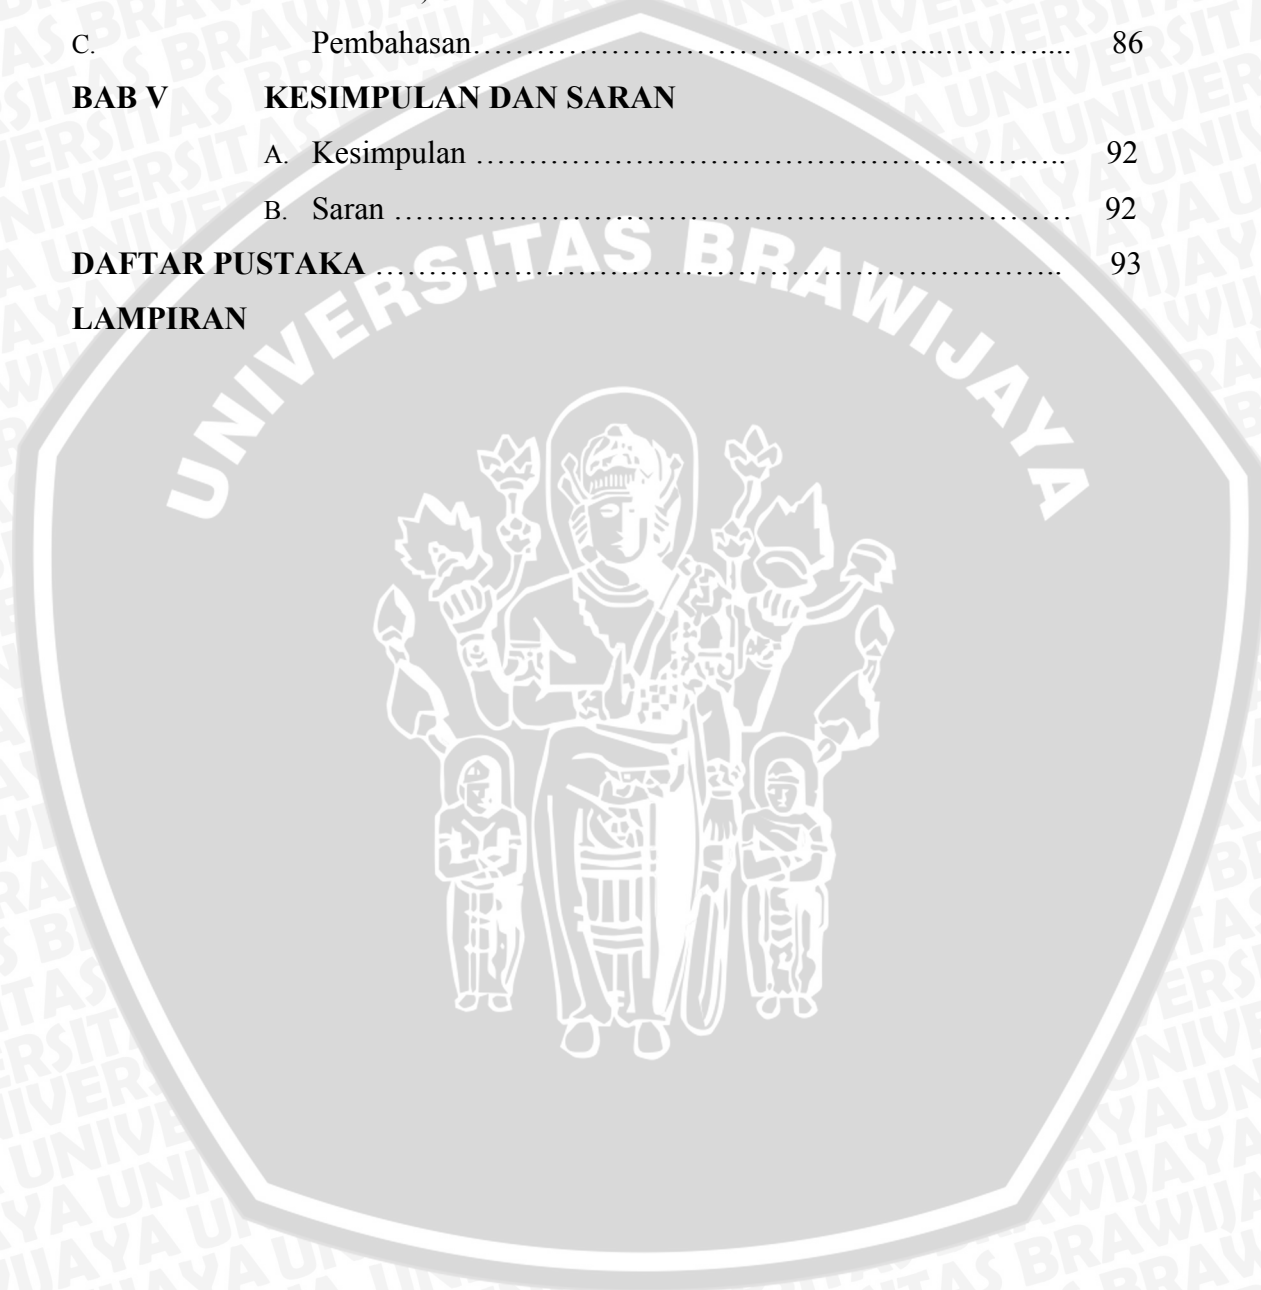 C. Pembahasan……………………………………...……….... 86
BAB V KESIMPULAN DAN SARAN
A. Kesimpulan ……………………………………………….. 92
B. Saran …….………………………………………………… 92
DAFTAR PUSTAKA ……………………………………………………….. 93
LAMPIRAN
UNIVERSITAS BRAWIJAYA